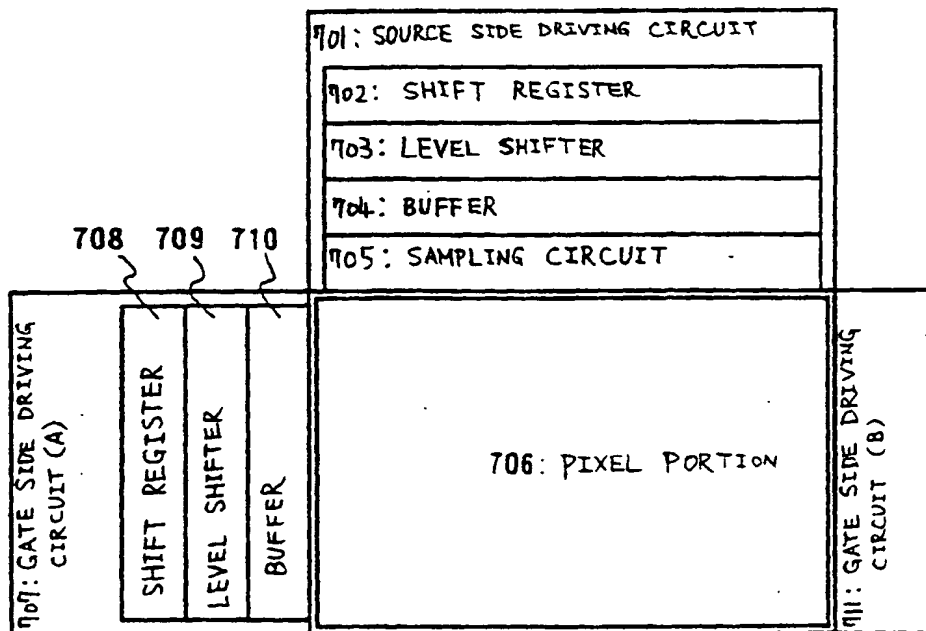 701: SOURCE SIDE DRIVING CIRCUIT
702: SHIFT REGISTER
703: LEVEL SHIFTER
704: BUFFER
705: SAMPLING CIRCUIT
708 709 710
707: GATE SIDE DRIVING
CIRCUIT (A)
SHIFT REGISTER
LEVEL SHIFTER
BUFFER
706: PIXEL PORTION
711: GATE SIDE DRIVING
CIRCUIT (B)